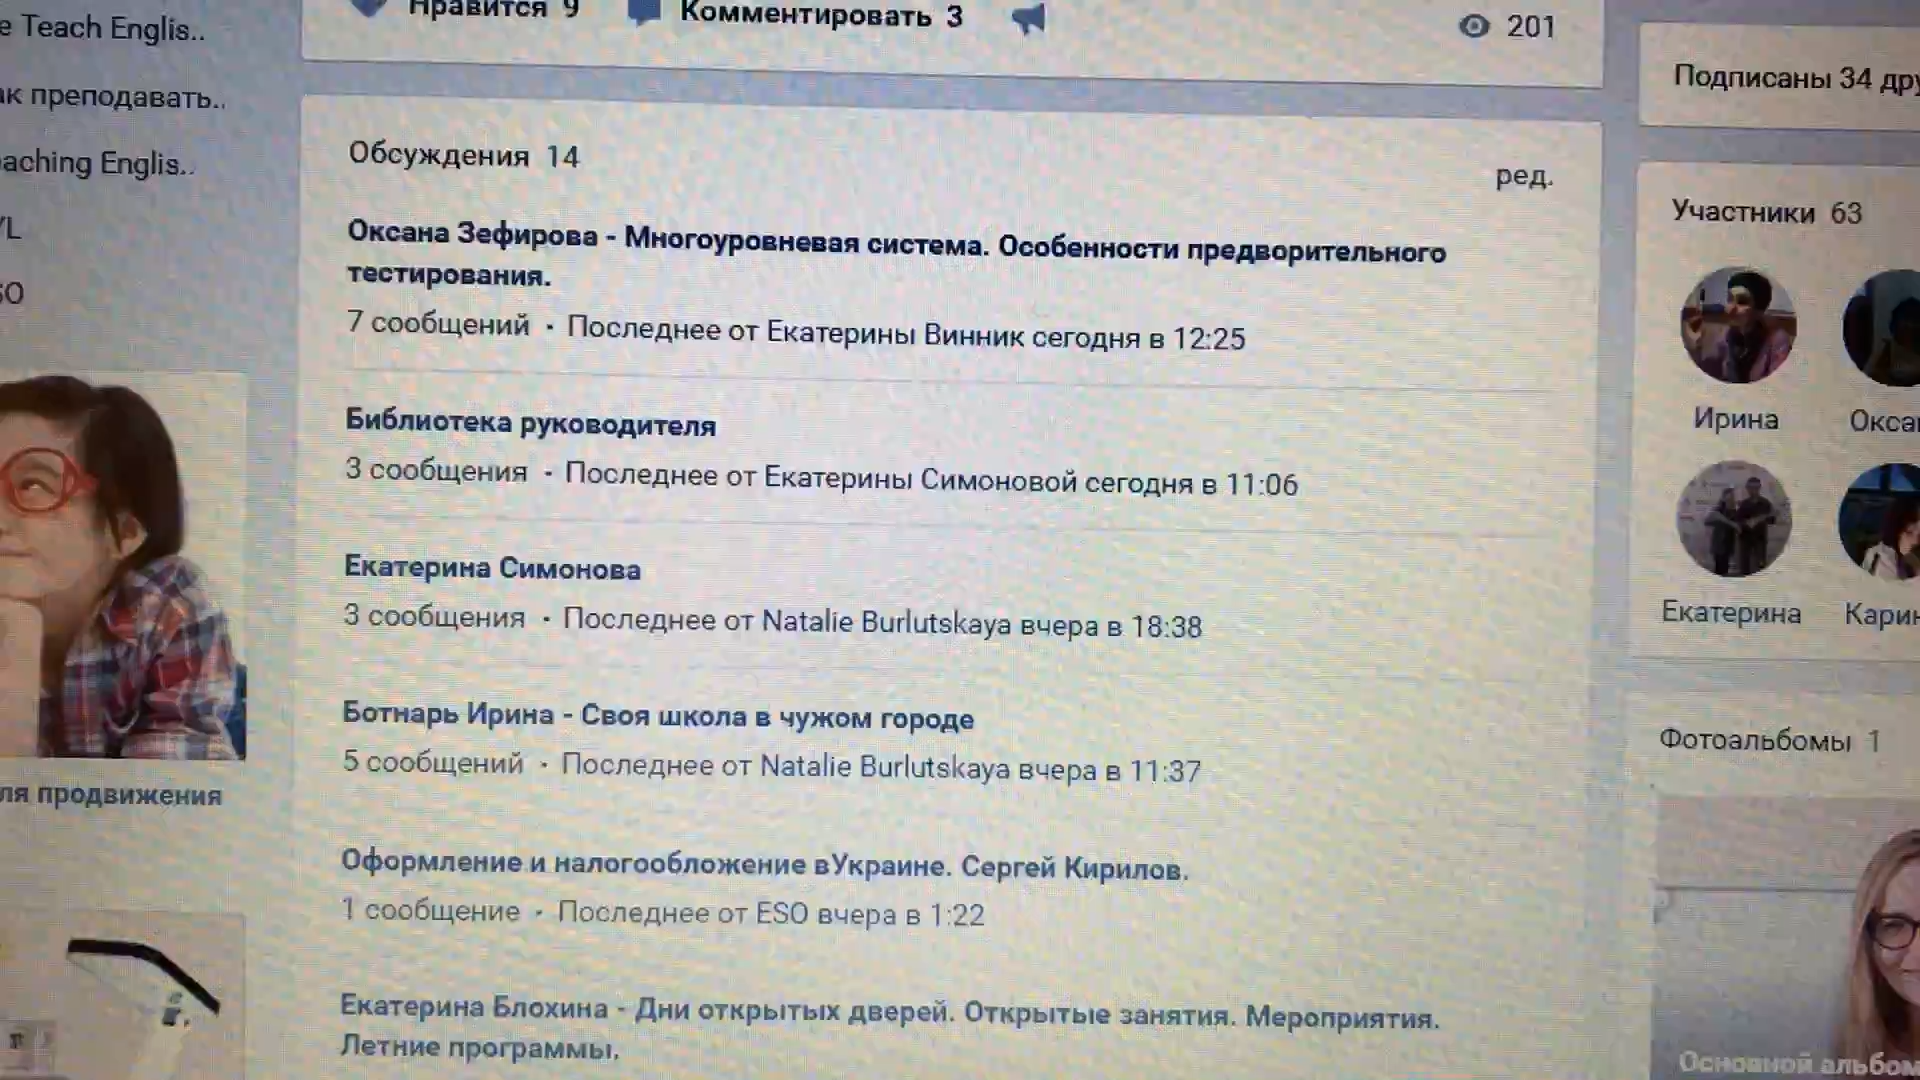 e Teach Englis..
ак преподавать..
aching Englis..
ля продвижения
Нравится 9 Комментировать 3 201
Обсуждения 14
ред.
Оксана Зефирова - Многоуровневая система. Особенности предворительного
тестирования.
7 сообщений · Последнее от Екатерины Винник сегодня в 12:25
Библиотека руководителя
3 сообщения · Последнее от Екатерины Симоновой сегодня в 11:06
Екатерина Симонова
3 сообщения · Последнее от Natalie Burlutskaya вчера в 18:38
Ботнарь Ирина - Своя школа в чужом городе
5 сообщений · Последнее от Natalie Burlutskaya вчера в 11:37
Оформление и налогообложение вУкраине. Сергей Кирилов.
1 сообщение · Последнее от ESO вчера в 1:22
Екатерина Блохина - Дни открытых дверей. Открытые занятия. Мероприятия.
Летние программы.
Подписаны 34 дру
Участники 63
Ирина Окса
Екатерина Карин
Фотоальбомы 1
Основной альбом